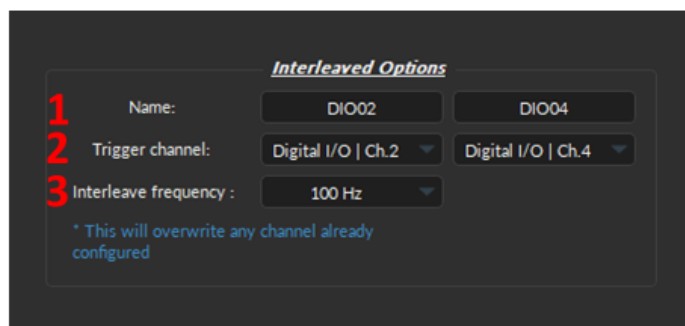 Interleaved Options
1 Name: DIO02 DIO04
2 Trigger channel: Digital I/O | Ch.2 Digital I/O | Ch.4
3 Interleave frequency : 100 Hz
* This will overwrite any channel already
configured